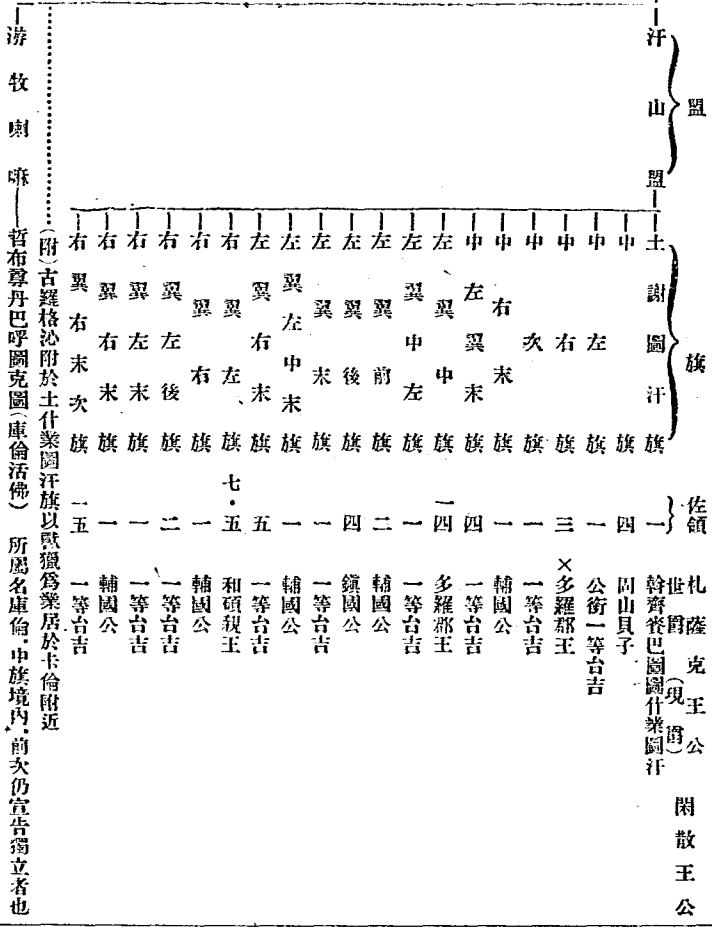 盟 旗 佐領 札薩克王公 世爵(現爵) 閑散王公
汗山盟 土謝圖汗旗 一 斡齊賚巴圖圖什業圖汗
中旗 四 固山貝子
中左旗 一 公銜一等台吉
中右旗 三 ×多羅郡王
中次旗 一 一等台吉
中右末旗 一 輔國公
中左翼末旗 四 一等台吉
左翼中旗 一四 多羅郡王
左翼中左旗 一 一等台吉
左翼前旗 二 輔國公
左翼後旗 四 鎭國公
左翼末旗 一 一等台吉
左翼左中末旗 一 輔國公
左翼右末旗 五 一等台吉
右翼左旗 七·五 和碩親王
右翼右旗 一 輔國公
右翼左後旗 二 一等台吉
右翼左末旗 一 一等台吉
右翼右末旗 一 輔國公
右翼右末次旗 一五 一等台吉
(附)古羅格沁附於土什業圖汗旗以獸獵爲業居於卡倫附近
游牧喇嘛——哲布尊丹巴呼圖克圖(庫倫活佛) 所屬名庫倫、中旗境內、前次仍宣告獨立者也